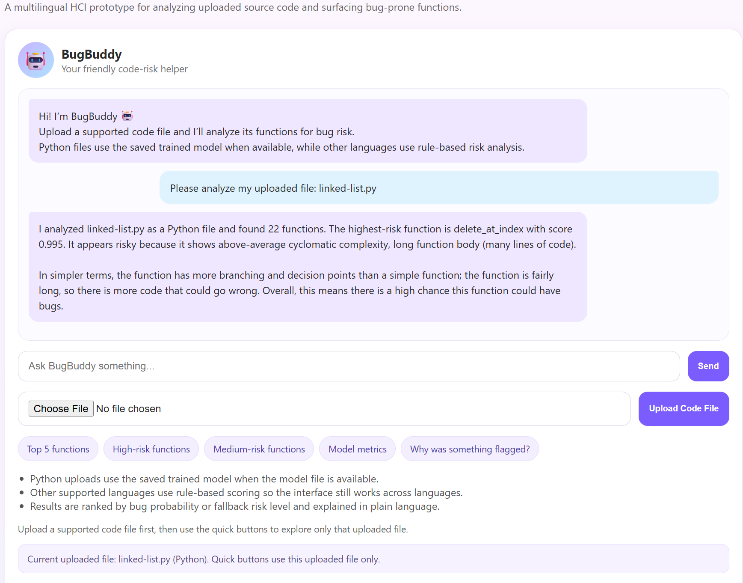 A multilingual HCI prototype for analyzing uploaded source code and surfacing bug-prone functions.
BugBuddy
Your friendly code-risk helper
Hi! I'm BugBuddy 🤖
Upload a supported code file and I'll analyze its functions for bug risk.
Python files use the saved trained model when available, while other languages use rule-based risk analysis.
Please analyze my uploaded file: linked-list.py
I analyzed linked-list.py as a Python file and found 22 functions. The highest-risk function is delete_at_index with score
0.995. It appears risky because it shows above-average cyclomatic complexity, long function body (many lines of code).
In simpler terms, the function has more branching and decision points than a simple function; the function is fairly
long, so there is more code that could go wrong. Overall, this means there is a high chance this function could have
bugs.
Ask BugBuddy something...
Send
Choose File No file chosen
Upload Code File
Top 5 functions
High-risk functions
Medium-risk functions
Model metrics
Why was something flagged?
• Python uploads use the saved trained model when the model file is available.
• Other supported languages use rule-based scoring so the interface still works across languages.
• Results are ranked by bug probability or fallback risk level and explained in plain language.
Upload a supported code file first, then use the quick buttons to explore only that uploaded file.
Current uploaded file: linked-list.py (Python). Quick buttons use this uploaded file only.